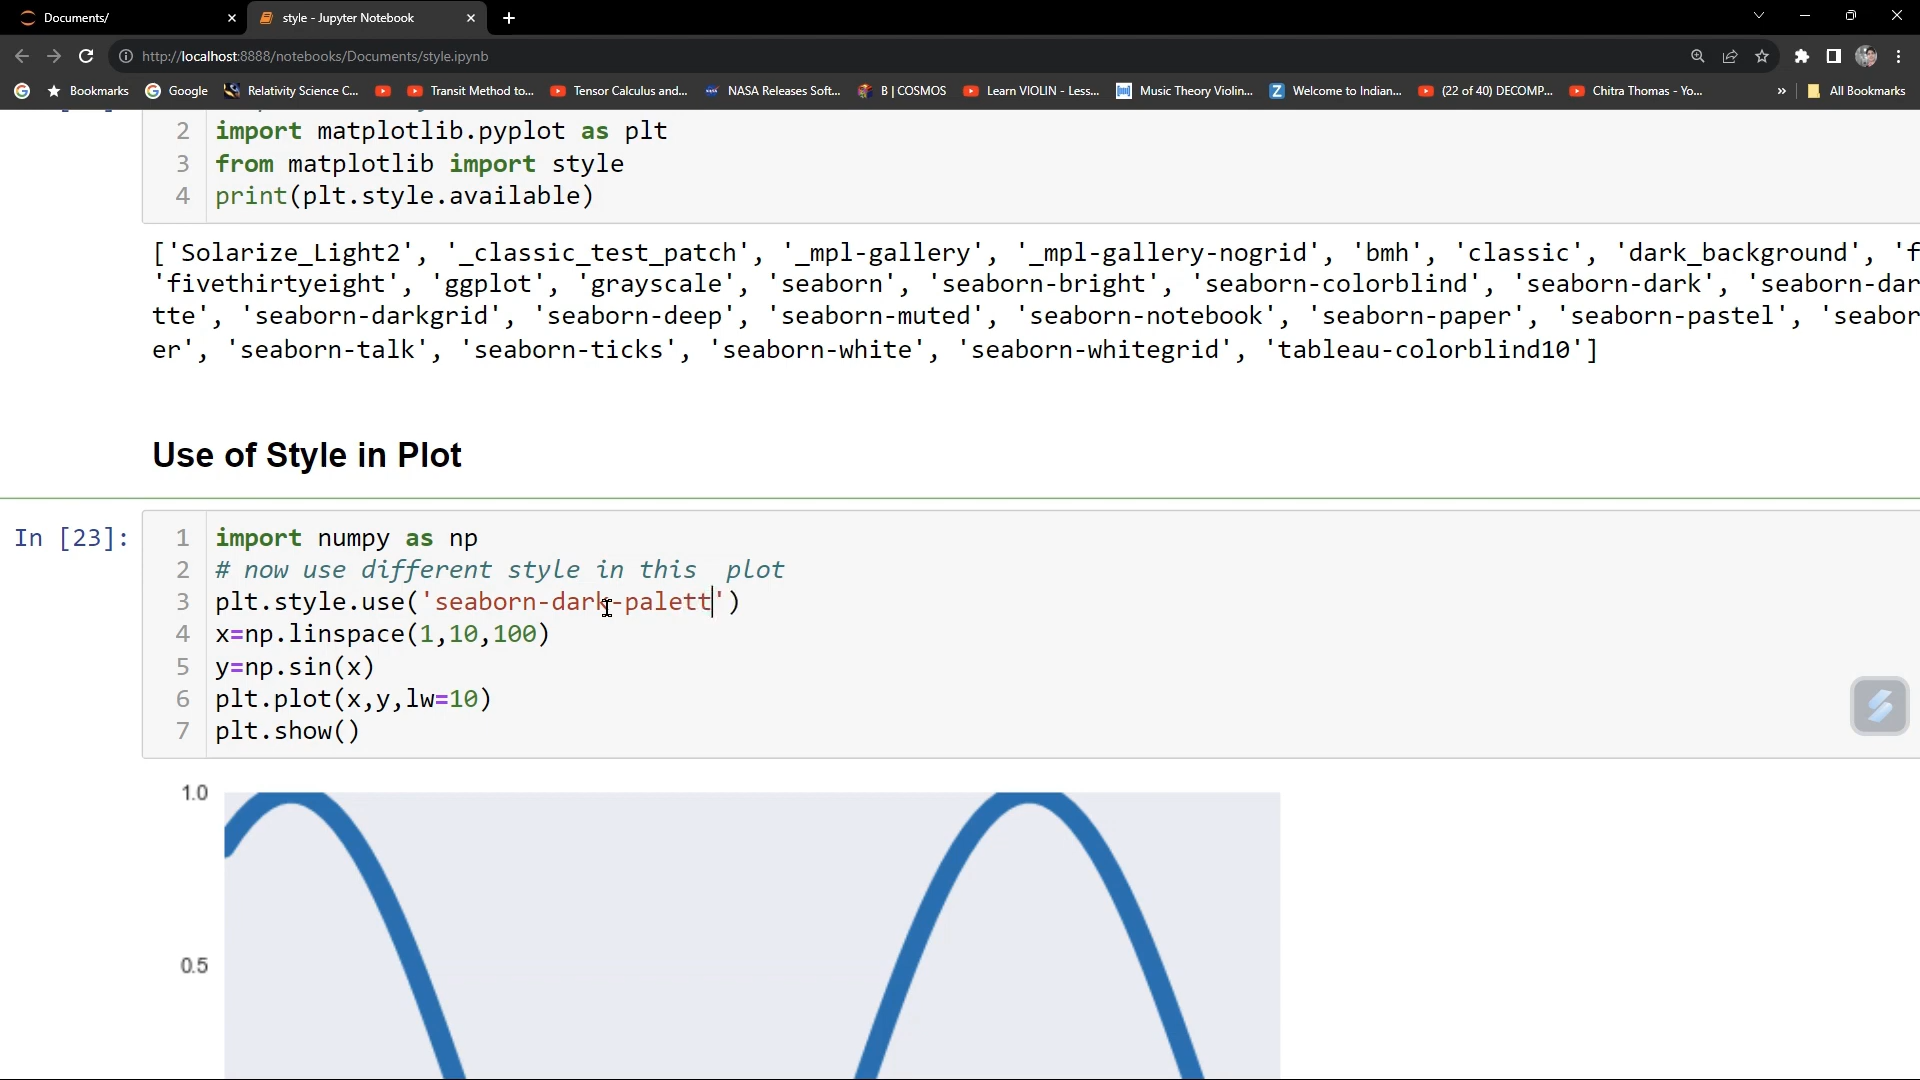 Documents/
style - Jupyter Notebook
http://localhost:8888/notebooks/Documents/style.ipynb
Bookmarks Google Relativity Science C... Transit Method to... Tensor Calculus and... NASA Releases Soft... B | COSMOS Learn VIOLIN - Less... Music Theory Violin... Welcome to Indian... (22 of 40) DECOMP... Chitra Thomas - Yo... » All Bookmarks
2 import matplotlib.pyplot as plt
3 from matplotlib import style
4 print(plt.style.available)
['Solarize_Light2', '_classic_test_patch', '_mpl-gallery', '_mpl-gallery-nogrid', 'bmh', 'classic', 'dark_background', 'f
'fivethirtyeight', 'ggplot', 'grayscale', 'seaborn', 'seaborn-bright', 'seaborn-colorblind', 'seaborn-dark', 'seaborn-dar
tte', 'seaborn-darkgrid', 'seaborn-deep', 'seaborn-muted', 'seaborn-notebook', 'seaborn-paper', 'seaborn-pastel', 'seabor
er', 'seaborn-talk', 'seaborn-ticks', 'seaborn-white', 'seaborn-whitegrid', 'tableau-colorblind10']
Use of Style in Plot
In [23]: 1 import numpy as np
2 # now use different style in this  plot
3 plt.style.use('seaborn-dark-palett')
4 x=np.linspace(1,10,100)
5 y=np.sin(x)
6 plt.plot(x,y,lw=10)
7 plt.show()
1.0
0.5